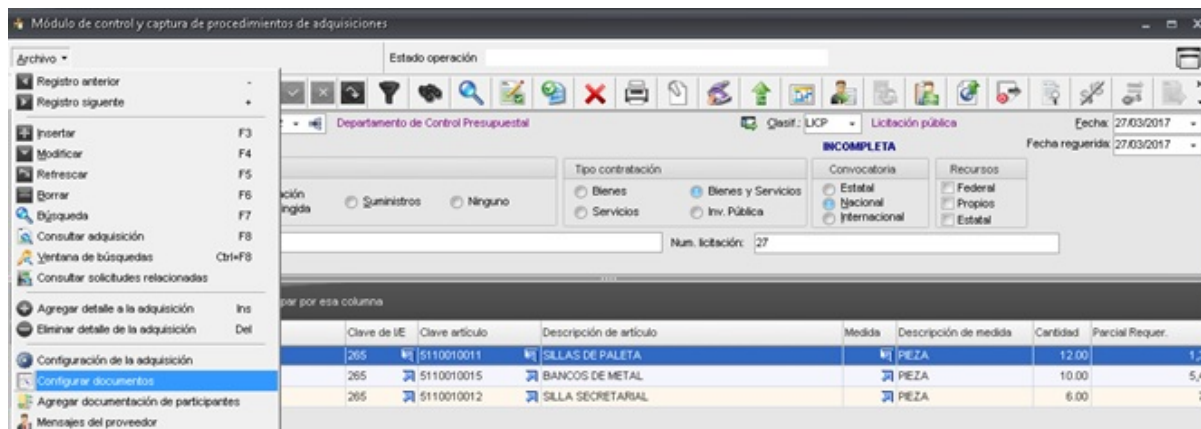 Módulo de control y captura de procedimientos de adquisiciones
Archivo
Estado operación
Registro anterior -
Registro siguiente +
Insertar F3
Modificar F4
Refrescar F5
Borrar F6
Búsqueda F7
Consultar adquisición F8
Ventana de búsquedas Ctrl+F8
Consultar solicitudes relacionadas
Agregar detalle a la adquisición Ins
Eliminar detalle de la adquisición Del
Configuración de la adquisición
Configurar documentos
Agregar documentación de participantes
Mensajes del proveedor
Departamento de Control Presupuestal
Clasif.: LICP Licitación pública
Fecha: 27/03/2017
INCOMPLETA
Fecha requerida: 27/03/2017
Suministros Ninguno
Tipo contratación
Bienes Bienes y Servicios
Servicios Inv. Pública
Convocatoria
Estatal
Nacional
Internacional
Recursos
Federal
Propios
Estatal
Num. licitación: 27
par por esa columna
Clave de I/E Clave artículo Descripción de artículo Medida Descripción de medida Cantidad Parcial Requer.
265 5110010011 SILLAS DE PALETA PIEZA 12.00
265 5110010015 BANCOS DE METAL PIEZA 10.00
265 5110010012 SILLA SECRETARIAL PIEZA 6.00